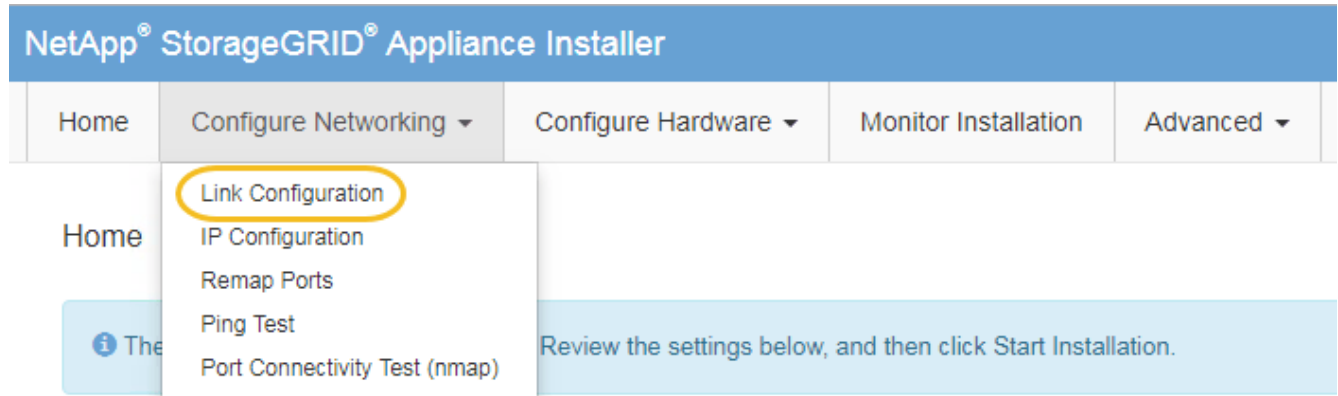 NetApp® StorageGRID® Appliance Installer
Home Configure Networking Configure Hardware Monitor Installation Advanced
Link Configuration
Home IP Configuration
Remap Ports
Ping Test
The Review the settings below, and then click Start Installation.
Port Connectivity Test (nmap)